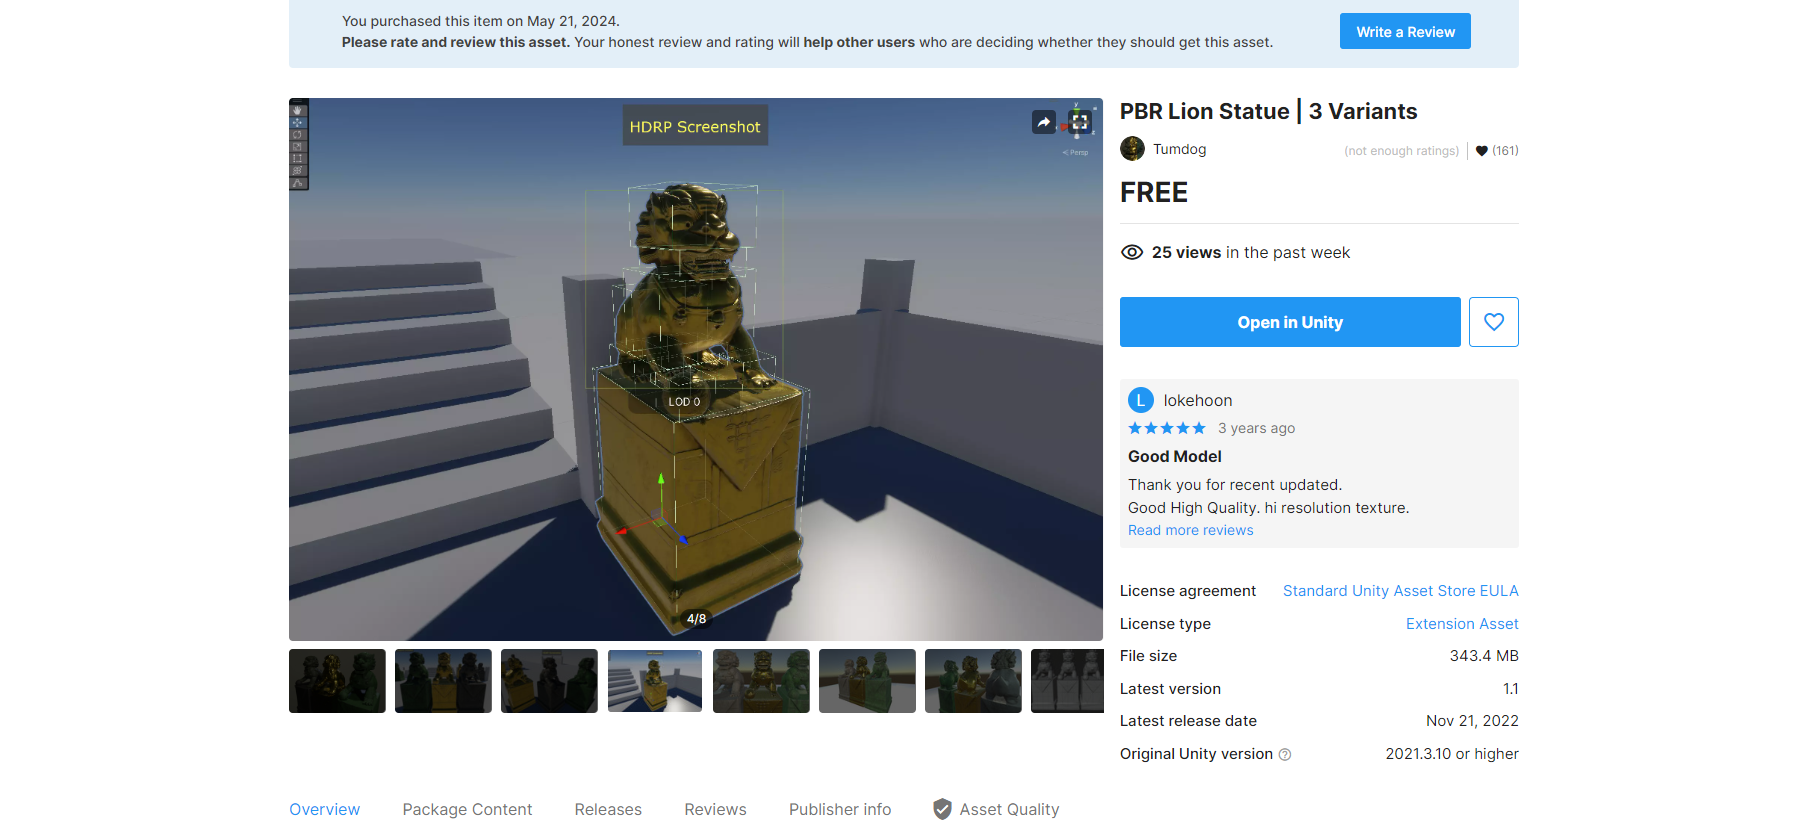 You purchased this item on May 21, 2024.
Please rate and review this asset. Your honest review and rating will help other users who are deciding whether they should get this asset.
Write a Review
HDRP Screenshot
Persp
LOD 0
4/8
PBR Lion Statue | 3 Variants
Tumdog
(not enough ratings)
(161)
FREE
25 views in the past week
Open in Unity
L
lokehoon
3 years ago
Good Model
Thank you for recent updated.
Good High Quality. hi resolution texture.
Read more reviews
License agreement Standard Unity Asset Store EULA
License type Extension Asset
File size 343.4 MB
Latest version 1.1
Latest release date Nov 21, 2022
Original Unity version 2021.3.10 or higher
Overview Package Content Releases Reviews Publisher info Asset Quality